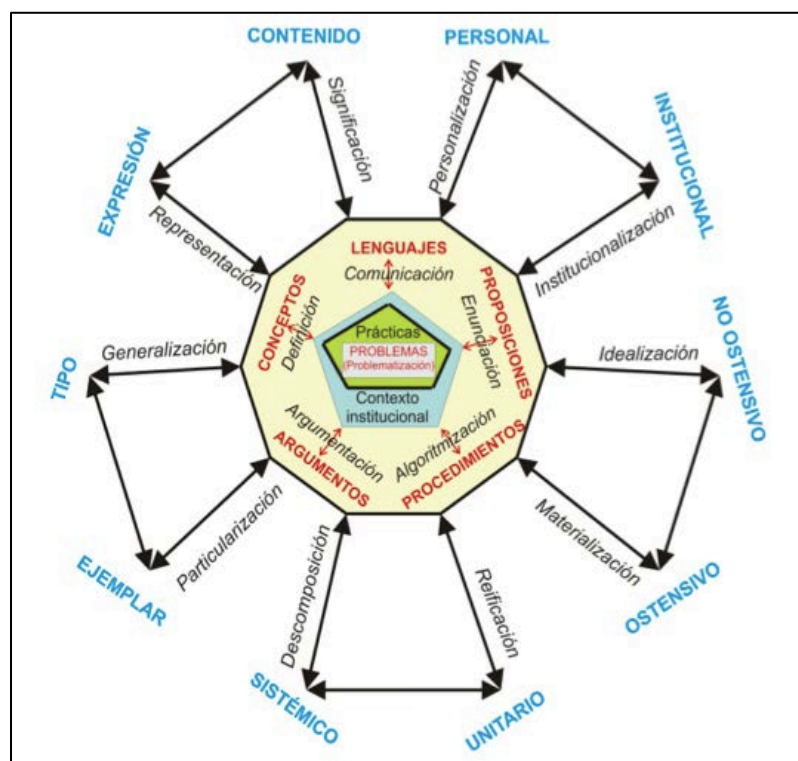 CONTENIDO
PERSONAL
Significación
Personalización
EXPRESIÓN
INSTITUCIONAL
Representación
Institucionalización
LENGUAJES
Comunicación
CONCEPTOS
Definición
PROPOSICIONES
Enunciación
Prácticas
PROBLEMAS
(Problematización)
Contexto
institucional
TIPO
Generalización
Idealización
NO OSTENSIVO
Argumentación
ARGUMENTOS
Algoritmización
PROCEDIMIENTOS
EJEMPLAR
Particularización
Materialización
OSTENSIVO
Descomposición
Reificación
SISTÉMICO
UNITARIO